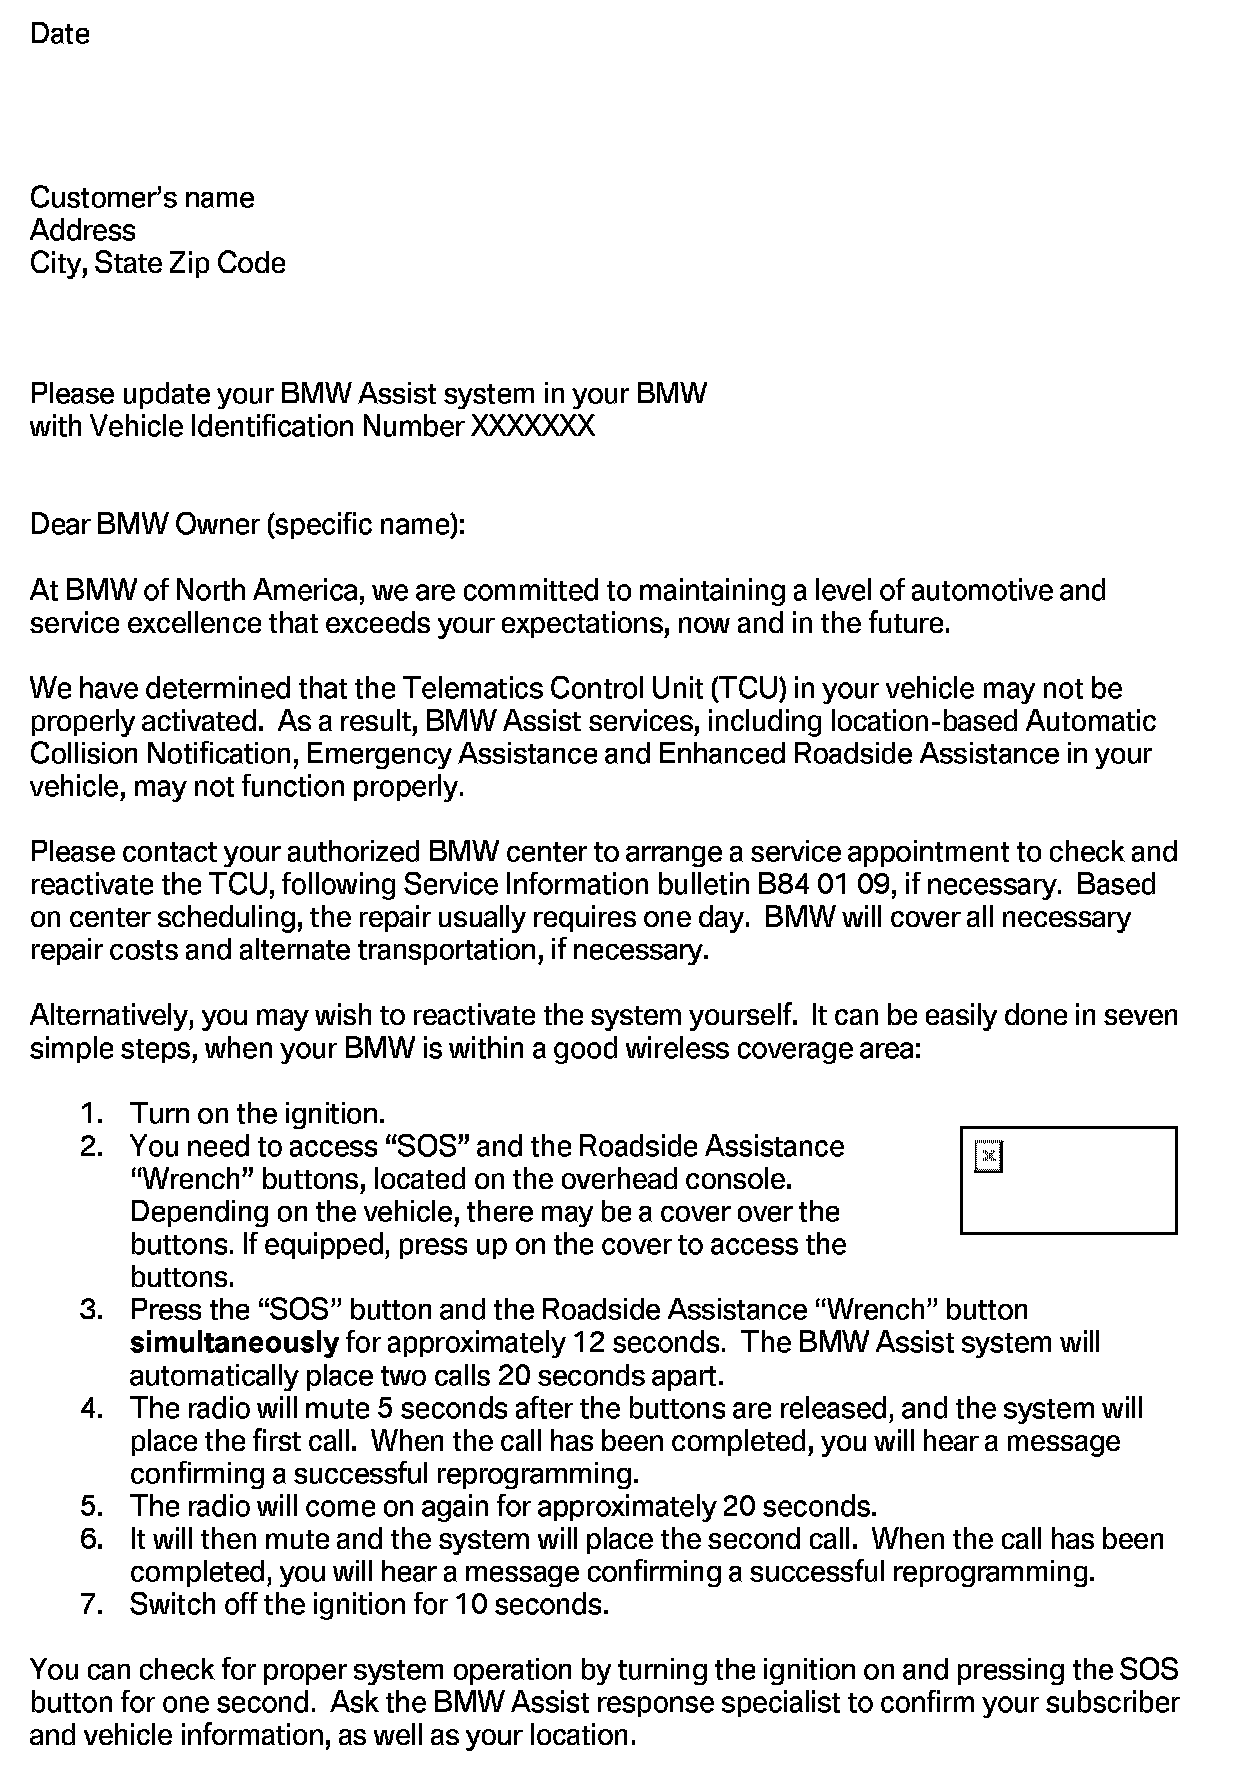 Date
Customer’s name
Address
City, State Zip Code
Please update your BMW Assist system in your BMW
with Vehicle Identification Number XXXXXXX
Dear BMW Owner (specific name):
At BMW of North America, we are committed to maintaining a level of automotive and
service excellence that exceeds your expectations, now and in the future.
We have determined that the Telematics Control Unit (TCU) in your vehicle may not be
properly activated.  As a result, BMW Assist services, including location-based Automatic
Collision Notification, Emergency Assistance and Enhanced Roadside Assistance in your
vehicle, may not function properly.
Please contact your authorized BMW center to arrange a service appointment to check and
reactivate the TCU, following Service Information bulletin B84 01 09, if necessary.  Based
on center scheduling, the repair usually requires one day.  BMW will cover all necessary
repair costs and alternate transportation, if necessary.
Alternatively, you may wish to reactivate the system yourself.  It can be easily done in seven
simple steps, when your BMW is within a good wireless coverage area:
1. Turn on the ignition.
2. You need to access “SOS” and the Roadside Assistance
“Wrench” buttons, located on the overhead console.
Depending on the vehicle, there may be a cover over the
buttons. If equipped, press up on the cover to access the
buttons.
3. Press the “SOS” button and the Roadside Assistance “Wrench” button
simultaneously for approximately 12 seconds.  The BMW Assist system will
automatically place two calls 20 seconds apart.
4. The radio will mute 5 seconds after the buttons are released, and the system will
place the first call.  When the call has been completed, you will hear a message
confirming a successful reprogramming.
5. The radio will come on again for approximately 20 seconds.
6. It will then mute and the system will place the second call.  When the call has been
completed, you will hear a message confirming a successful reprogramming.
7. Switch off the ignition for 10 seconds.
You can check for proper system operation by turning the ignition on and pressing the SOS
button for one second.  Ask the BMW Assist response specialist to confirm your subscriber
and vehicle information, as well as your location.